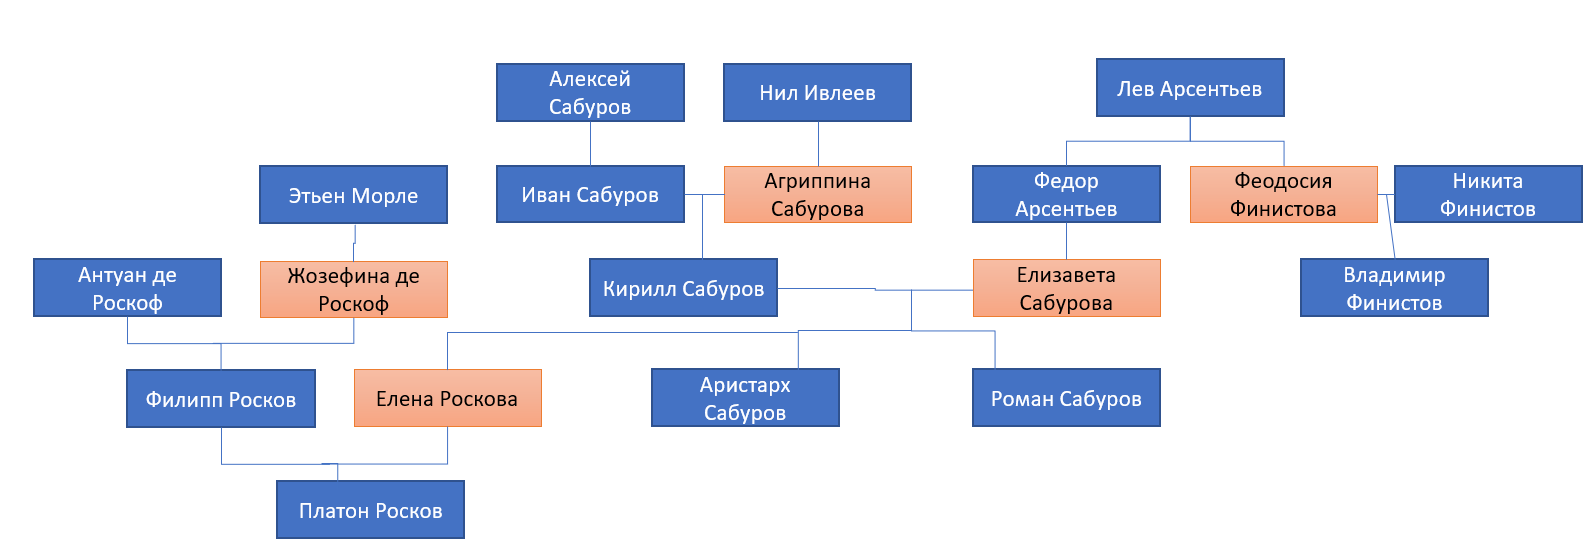 Алексей
Сабуров
Нил Ивлеев
Лев Арсентьев
Этьен Морле
Иван Сабуров
Агриппина
Сабурова
Федор
Арсентьев
Феодосия
Финистова
Никита
Финистов
Антуан де
Роскоф
Жозефина де
Роскоф
Кирилл Сабуров
Елизавета
Сабурова
Владимир
Финистов
Филипп Росков
Елена Роскова
Аристарх
Сабуров
Роман Сабуров
Платон Росков